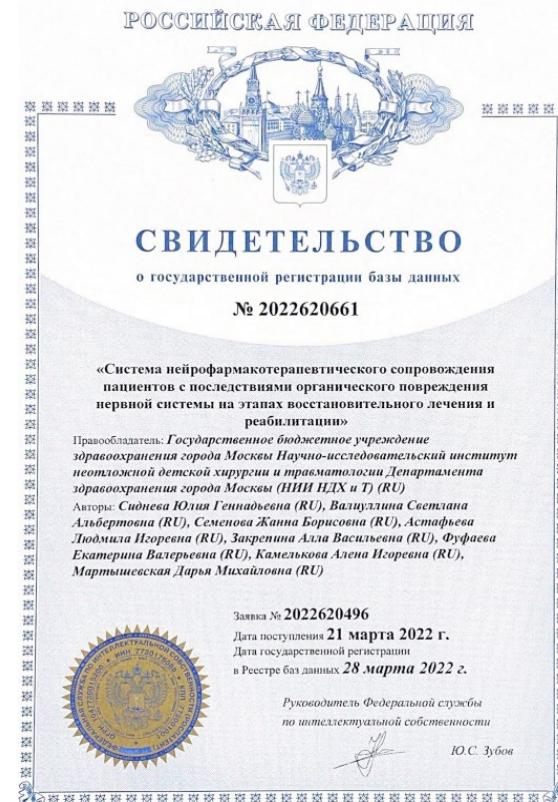 РОССИЙСКАЯ ФЕДЕРАЦИЯ
СВИДЕТЕЛЬСТВО
о государственной регистрации базы данных
№ 2022620661
«Система нейрофармакотерапевтического сопровождения
пациентов с последствиями органического повреждения
нервной системы на этапах восстановительного лечения и
реабилитации»
Правообладатель: Государственное бюджетное учреждение
здравоохранения города Москвы Научно-исследовательский институт
неотложной детской хирургии и травматологии Департамента
здравоохранения города Москвы (НИИ НДХ и Т) (RU)
Авторы: Сиднева Юлия Геннадьевна (RU), Валиуллина Светлана
Альбертовна (RU), Семенова Жанна Борисовна (RU), Астафьева
Людмила Игоревна (RU), Закрепина Алла Васильевна (RU), Фуфаева
Екатерина Валерьевна (RU), Камелькова Алена Игоревна (RU),
Мартышевская Дарья Михайловна (RU)
Заявка № 2022620496
Дата поступления 21 марта 2022 г.
Дата государственной регистрации
в Реестре баз данных 28 марта 2022 г.
Руководитель Федеральной службы
по интеллектуальной собственности
Ю.С. Зубов
ФЕДЕРАЛЬНАЯ СЛУЖБА ПО ИНТЕЛЛЕКТУАЛЬНОЙ СОБСТВЕННОСТИ